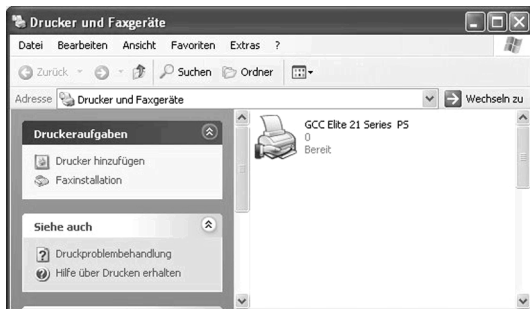 Drucker und Faxgeräte
Datei Bearbeiten Ansicht Favoriten Extras ?
Zurück Suchen Ordner
Adresse Drucker und Faxgeräte Wechseln zu
Druckeraufgaben
Drucker hinzufügen
Faxinstallation
Siehe auch
Druckproblembehandlung
Hilfe über Drucken erhalten
GCC Elite 21 Series PS
0
Bereit